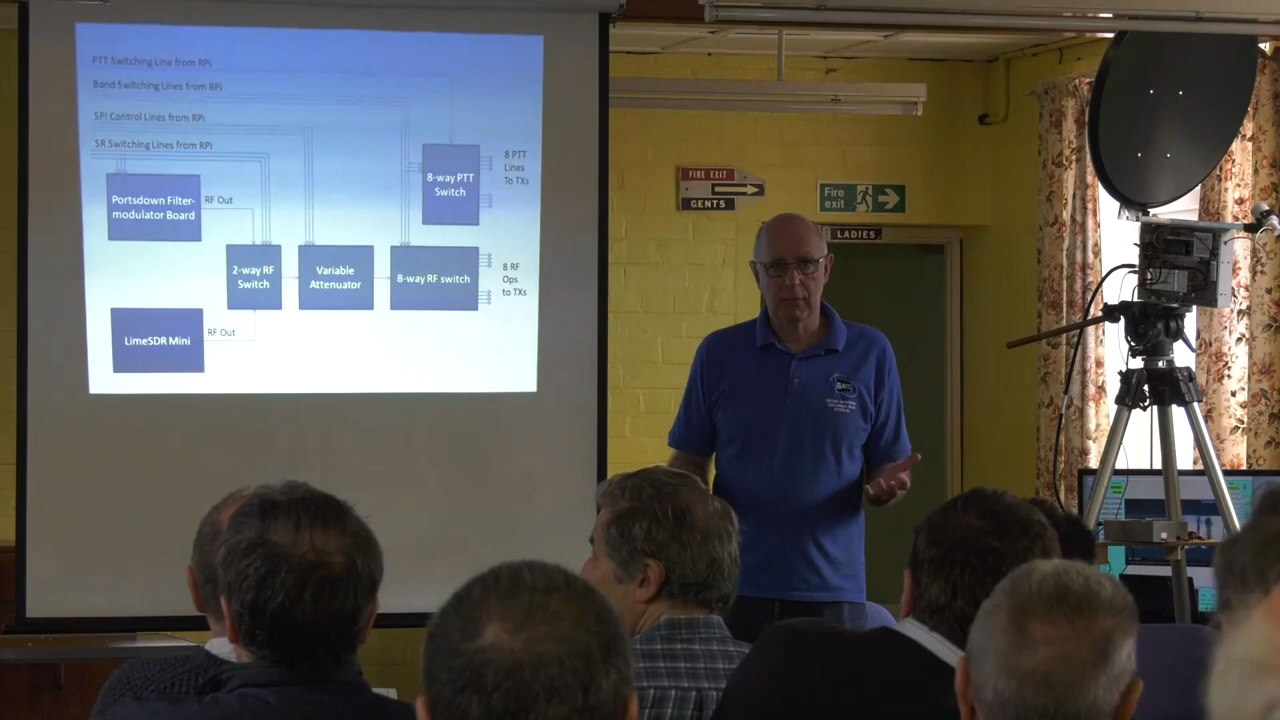 PTT Switching Line from RPi
Band Switching Lines from RPi
SPI Control Lines from RPi
SR Switching Lines from RPi
8-way PTT
Switch
8 PTT
Lines
To TXs
Portsdown Filter-
modulator Board
RF Out
2-way RF
Switch
Variable
Attenuator
8-way RF switch
8 RF
Ops
to TXs
LimeSDR Mini
RF Out
FIRE EXIT
GENTS
Fire
exit
LADIES
BATC